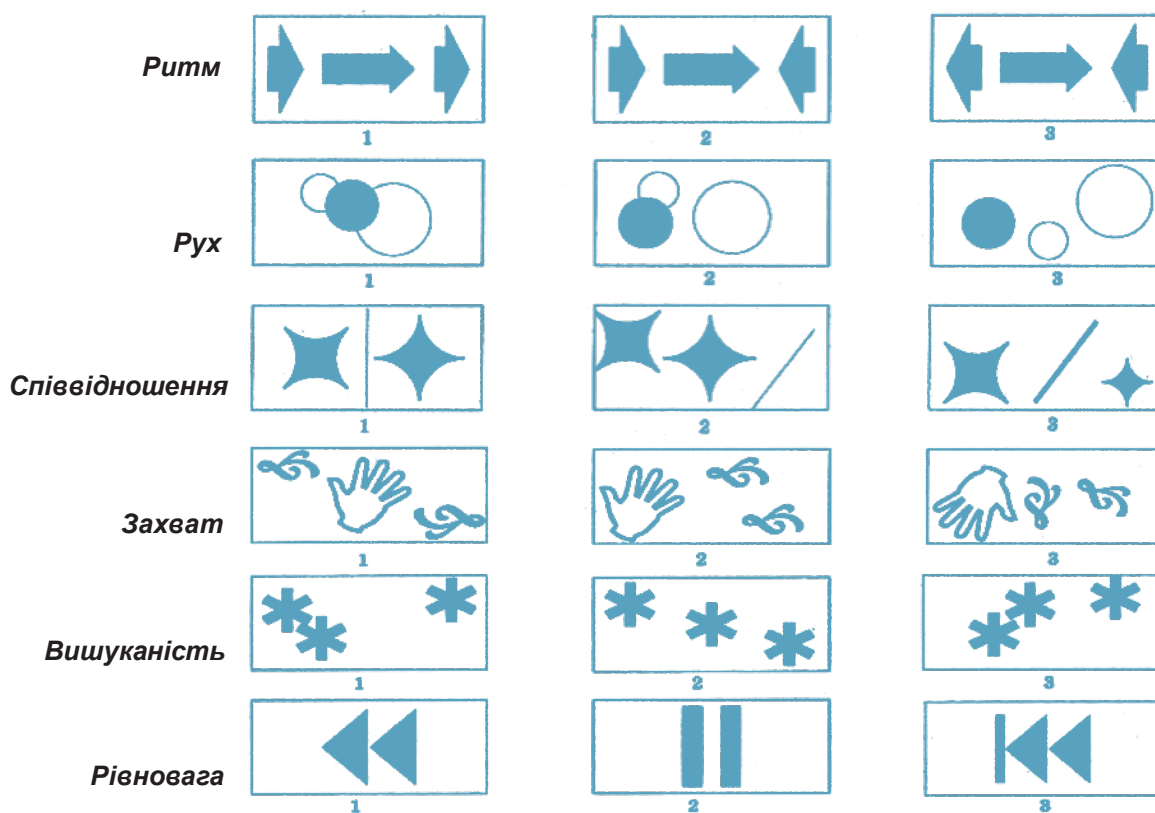 Ритм
1 2 3
Рух
1 2 3
Співвідношення
1 2 3
Захват
1 2 3
Вишуканість
1 2 3
Рівновага
1 2 3